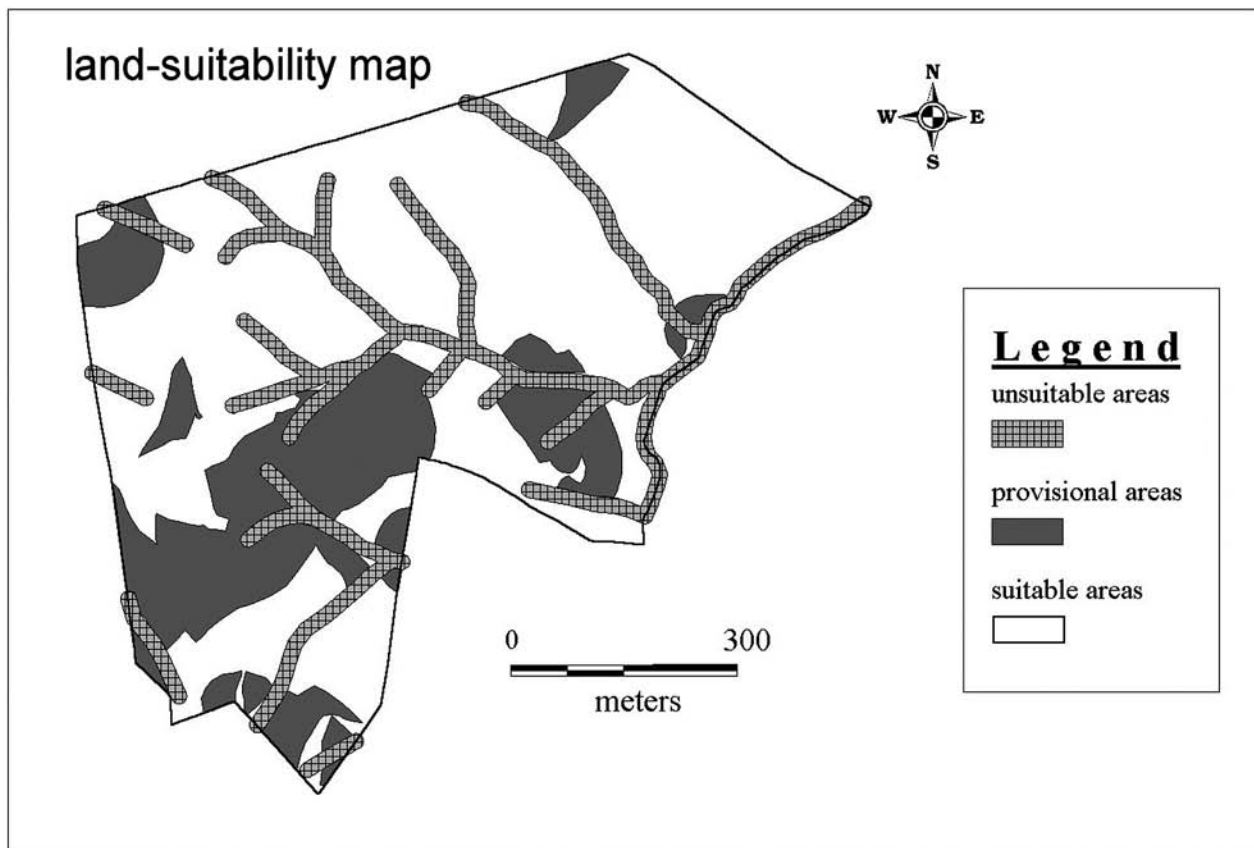 land-suitability map
N
W E
S
Legend
unsuitable areas
provisional areas
suitable areas
0 300
meters